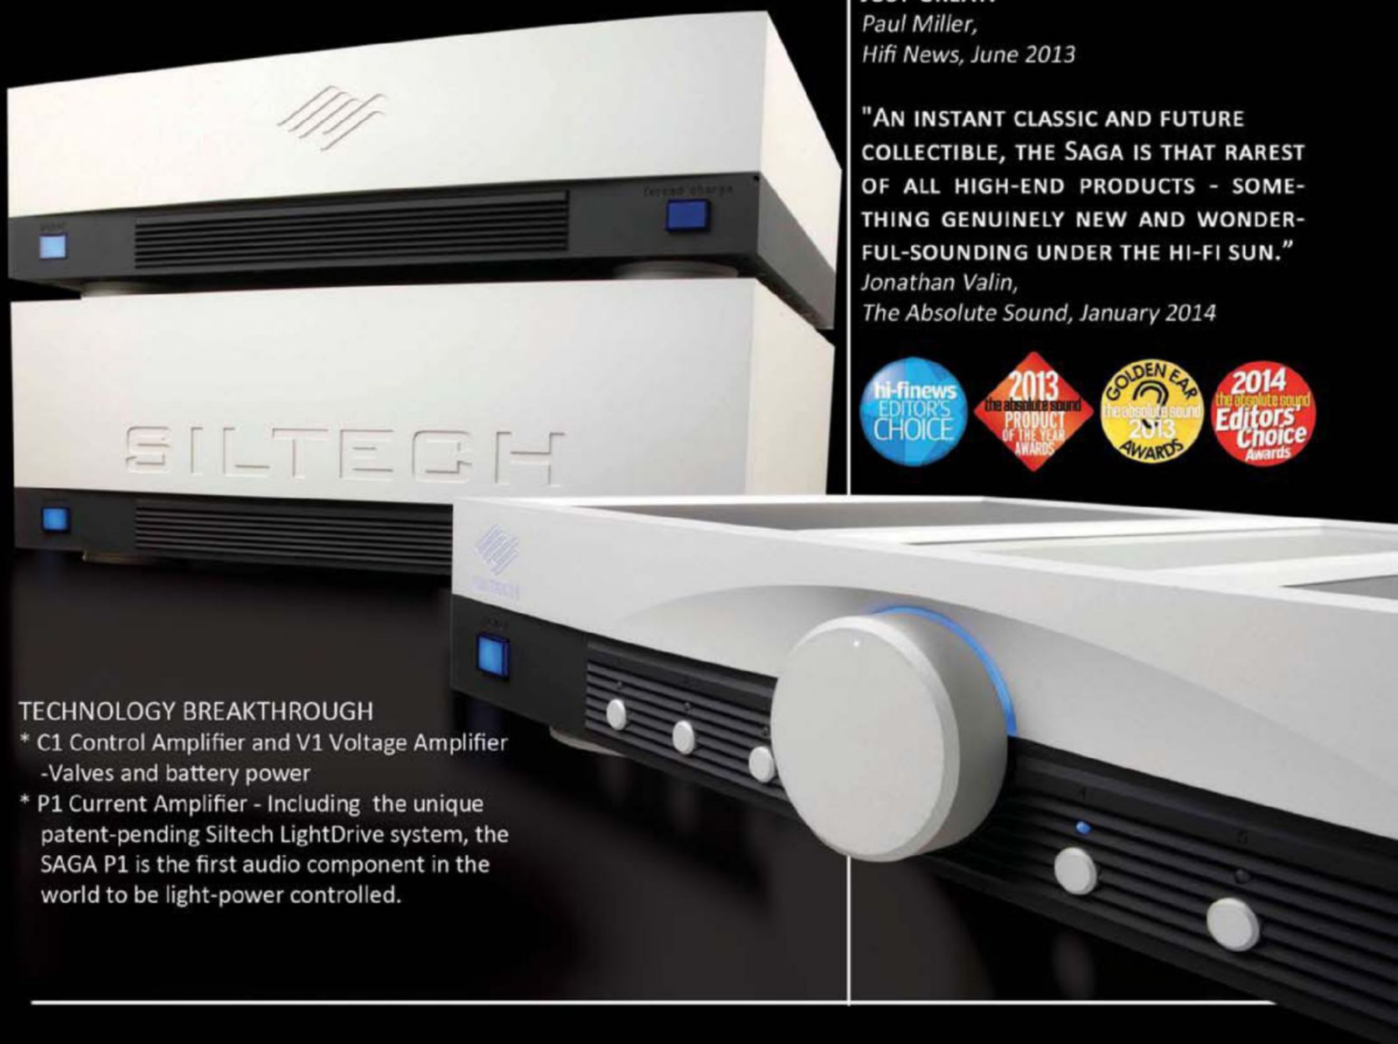 Paul Miller,
Hifi News, June 2013
"AN INSTANT CLASSIC AND FUTURE
COLLECTIBLE, THE SAGA IS THAT RAREST
OF ALL HIGH-END PRODUCTS - SOME-
THING GENUINELY NEW AND WONDER-
FUL-SOUNDING UNDER THE HI-FI SUN.”
Jonathan Valin,
The Absolute Sound, January 2014
hi-finews
EDITOR'S
CHOICE
2013
the absolute sound
PRODUCT
OF THE YEAR
AWARDS
GOLDEN EAR
the absolute sound
2013
AWARDS
2014
the absolute sound
Editors'
Choice
Awards
forced charge
SILTECH
TECHNOLOGY BREAKTHROUGH
* C1 Control Amplifier and V1 Voltage Amplifier
-Valves and battery power
* P1 Current Amplifier - Including the unique
patent-pending Siltech LightDrive system, the
SAGA P1 is the first audio component in the
world to be light-power controlled.